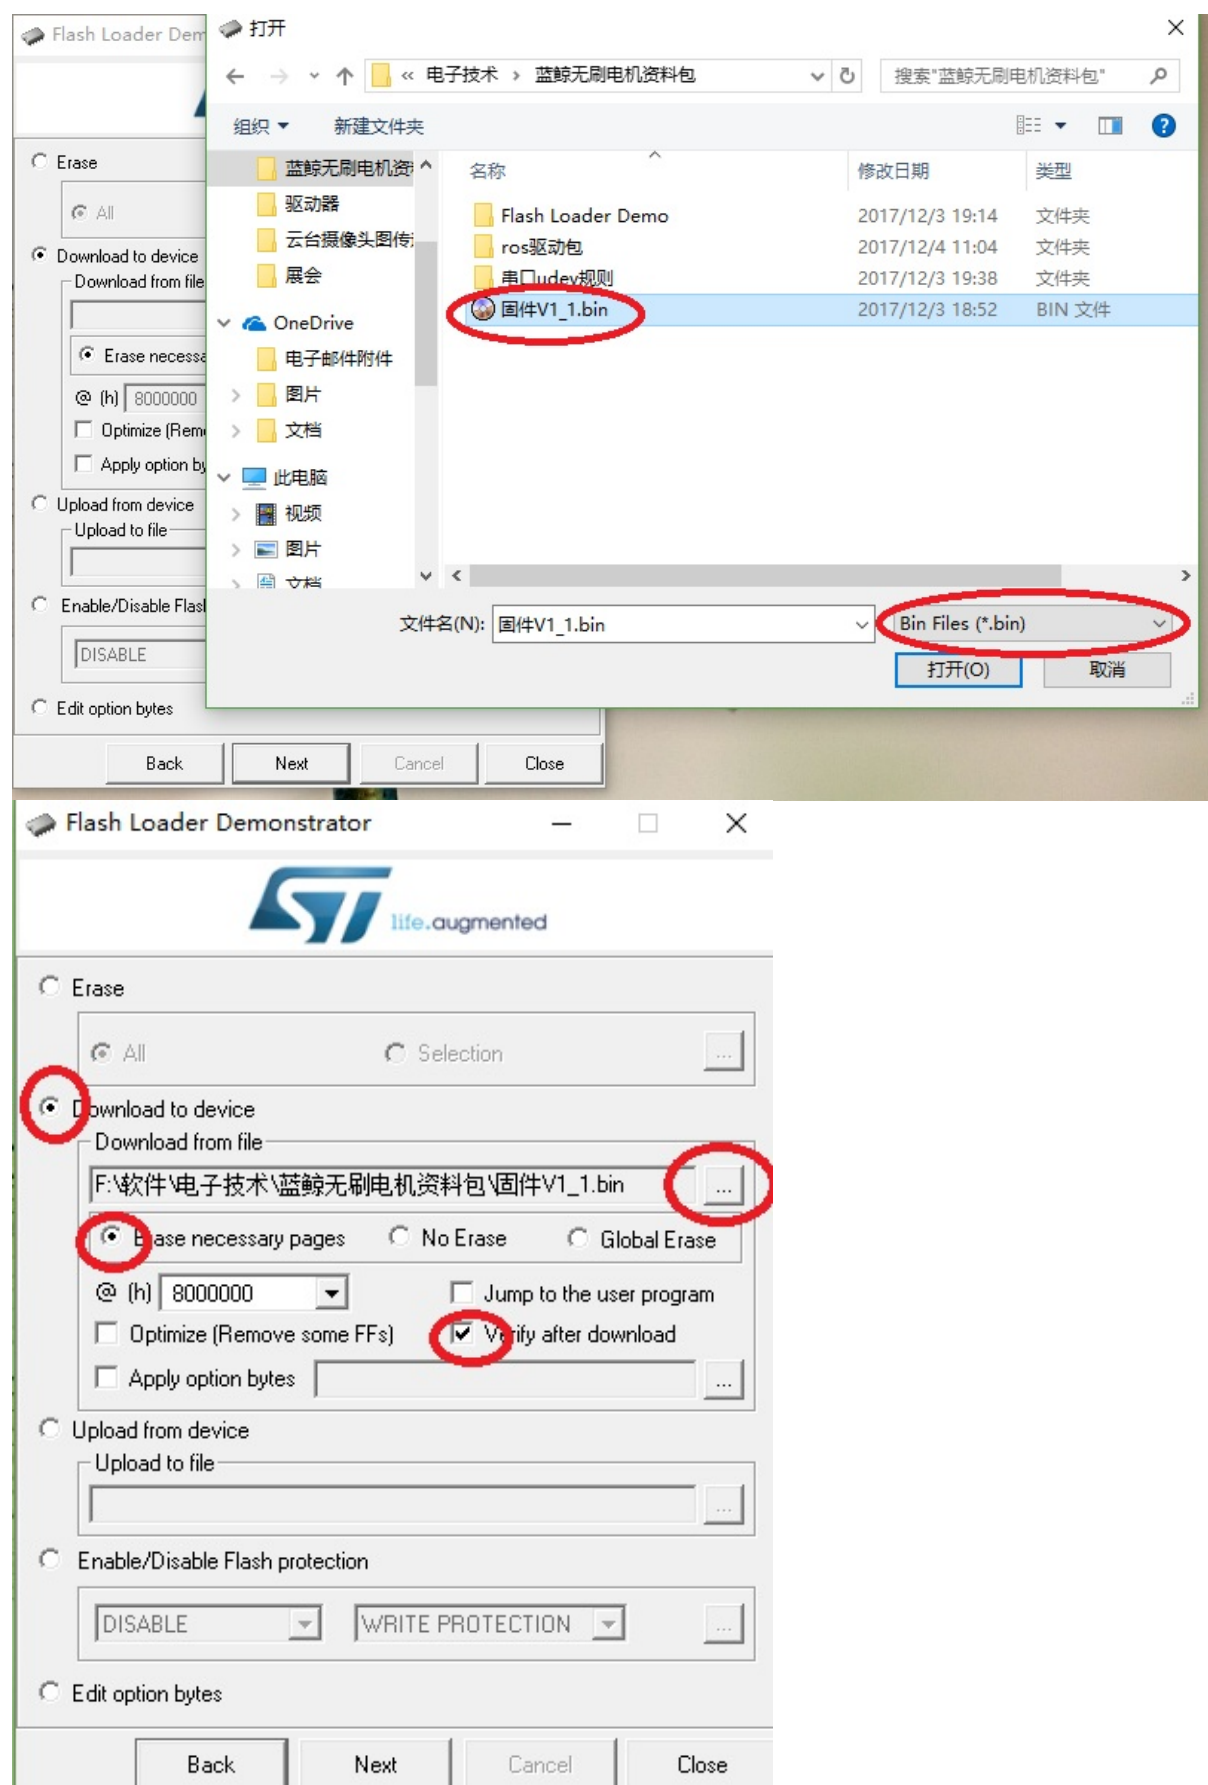 Flash Loader Dem
打开
« 电子技术 › 蓝鲸无刷电机资料包
搜索"蓝鲸无刷电机资料包"
组织
新建文件夹
名称
修改日期
类型
Flash Loader Demo
2017/12/3 19:14
文件夹
ros驱动包
2017/12/4 11:04
文件夹
串口udev规则
2017/12/3 19:38
文件夹
固件V1_1.bin
2017/12/3 18:52
BIN 文件
蓝鲸无刷电机资
驱动器
云台摄像头图传
展会
OneDrive
电子邮件附件
图片
文档
此电脑
视频
图片
文档
文件名(N):
固件V1_1.bin
Bin Files (*.bin)
打开(O)
取消
Erase
All
Download to device
Download from file
Erase necess
@ (h) 8000000
Optimize (Rem
Apply option by
Upload from device
Upload to file
Enable/Disable Flas
DISABLE
Edit option bytes
Back
Next
Cancel
Close
Flash Loader Demonstrator
ST life.augmented
Erase
All
Selection
...
Download to device
Download from file
F:\软件\电子技术\蓝鲸无刷电机资料包\固件V1_1.bin
...
Erase necessary pages
No Erase
Global Erase
@ (h) 8000000
Jump to the user program
Optimize (Remove some FFs)
Verify after download
Apply option bytes
...
Upload from device
Upload to file
...
Enable/Disable Flash protection
DISABLE
WRITE PROTECTION
...
Edit option bytes
Back
Next
Cancel
Close